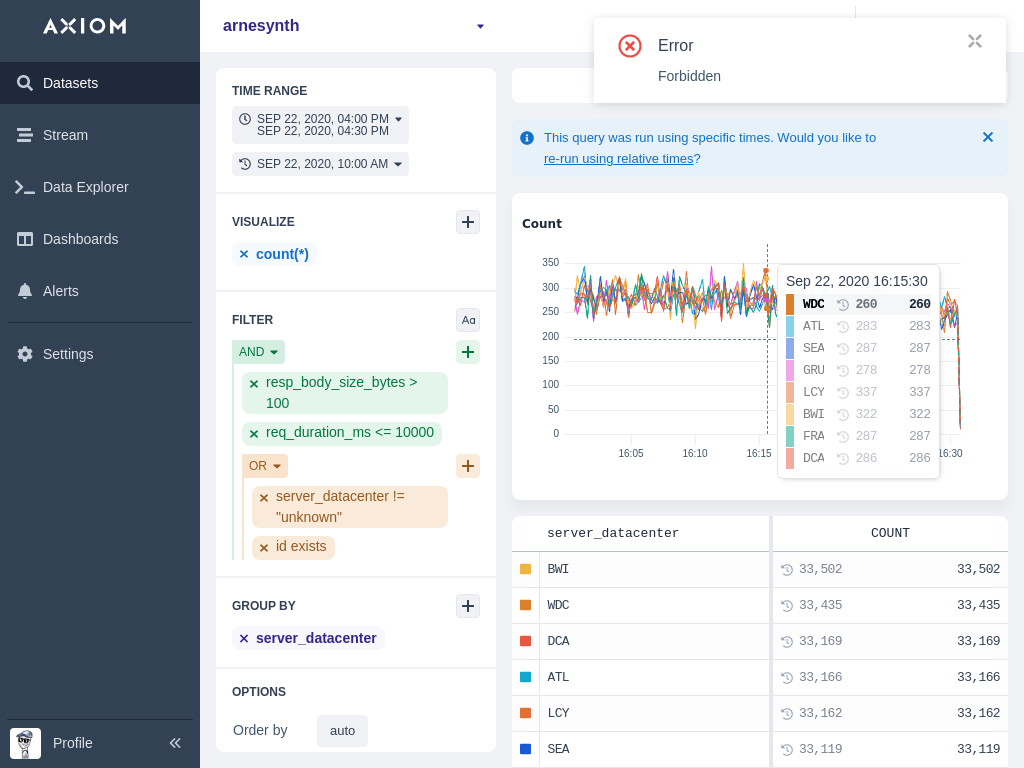 AXIOM
Datasets
Stream
Data Explorer
Dashboards
Alerts
Settings
Profile
arnesynth
Error
Forbidden
TIME RANGE
SEP 22, 2020, 04:00 PM
SEP 22, 2020, 04:30 PM
SEP 22, 2020, 10:00 AM
VISUALIZE
count(*)
FILTER
Aa
AND
resp_body_size_bytes >
100
req_duration_ms <= 10000
OR
server_datacenter !=
"unknown"
id exists
GROUP BY
server_datacenter
OPTIONS
Order by auto
This query was run using specific times. Would you like to
re-run using relative times?
Count
350
300
250
200
150
100
50
0
16:05 16:10 16:15 16:30
Sep 22, 2020 16:15:30
WDC 260 260
ATL 283 283
SEA 287 287
GRU 278 278
LCY 337 337
BWI 322 322
FRA 287 287
DCA 286 286
server_datacenter COUNT
BWI 33,502 33,502
WDC 33,435 33,435
DCA 33,169 33,169
ATL 33,166 33,166
LCY 33,162 33,162
SEA 33,119 33,119